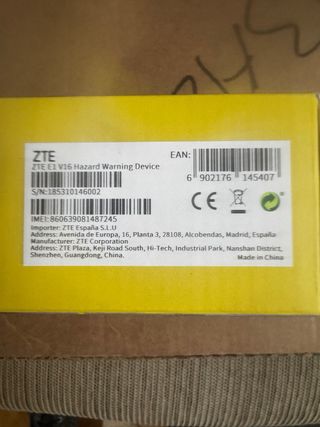 ZTE
ZTE E1 V16 Hazard Warning Device
EAN:
6 902176 145407
S/N:185310146002
IMEI:860639081487245
Importer: ZTE España S.L.U
Address: Avenida de Europa, 16, Planta 3, 28108, Alcobendas, Madrid, España
Manufacturer: ZTE Corporation
Address: ZTE Plaza, Keji Road South, Hi-Tech, Industrial Park, Nanshan District,
Shenzhen, Guangdong, China.
Made in China
CE